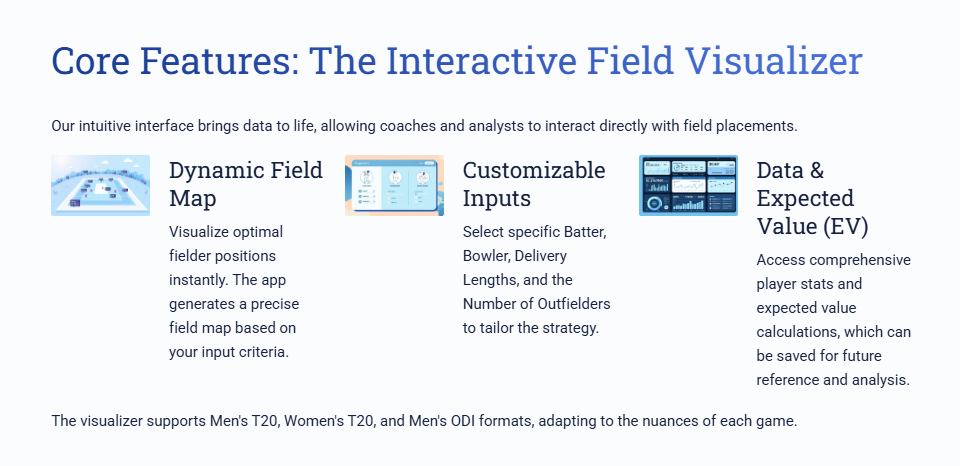 Core Features: The Interactive Field Visualizer
Our intuitive interface brings data to life, allowing coaches and analysts to interact directly with field placements.
Dynamic Field
Map
Visualize optimal
fielder positions
instantly. The app
generates a precise
field map based on
your input criteria.
Customizable
Inputs
Select specific Batter,
Bowler, Delivery
Lengths, and the
Number of Outfielders
to tailor the strategy.
Data &
Expected
Value (EV)
Access comprehensive
player stats and
expected value
calculations, which can
be saved for future
reference and analysis.
The visualizer supports Men's T20, Women's T20, and Men's ODI formats, adapting to the nuances of each game.